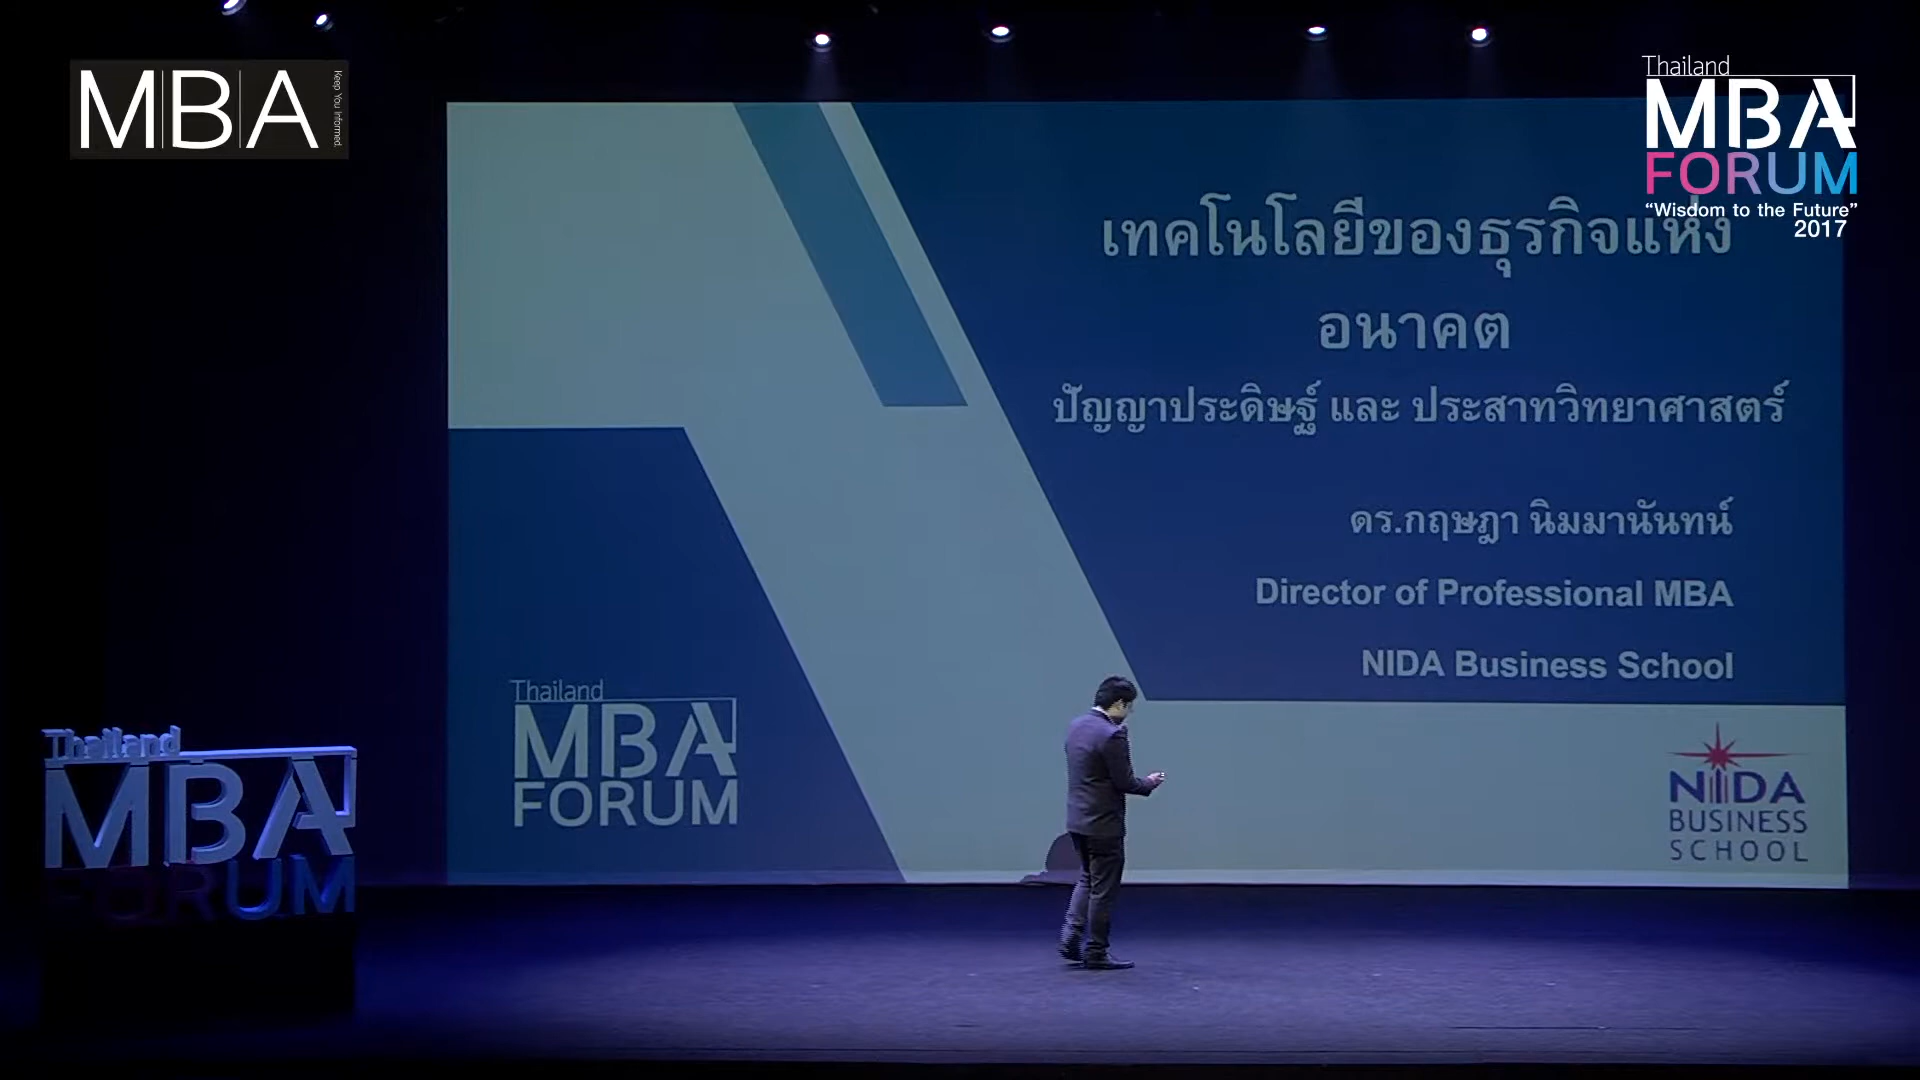 MBA
Keep You Informed.
Thailand
MBA
FORUM
“Wisdom to the Future”
2017
เทคโนโลยีของธุรกิจแห่ง
อนาคต
ปัญญาประดิษฐ์ และ ประสาทวิทยาศาสตร์
ดร.กฤษฎา นิมมานันทน์
Director of Professional MBA
NIDA Business School
Thailand
MBA
FORUM
NIDA
BUSINESS
SCHOOL
Thailand
MBA
FORUM